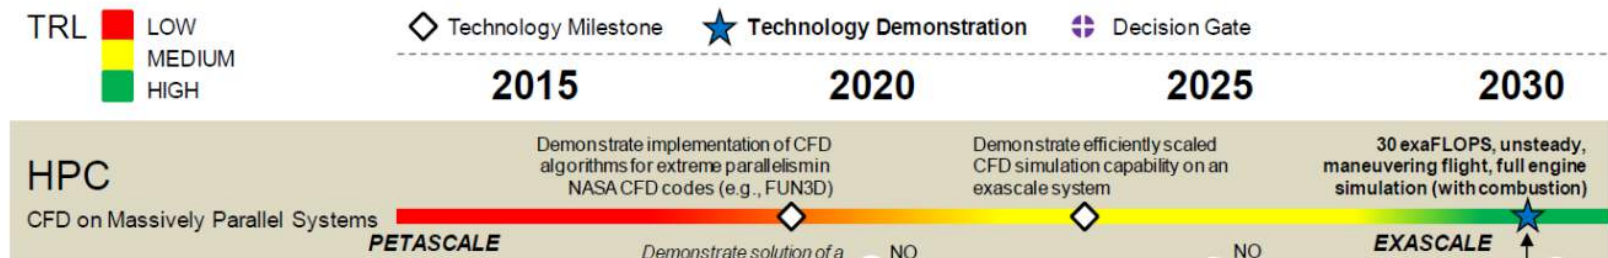 TRL
LOW
MEDIUM
HIGH
Technology Milestone
Technology Demonstration
Decision Gate
2015
2020
2025
2030
HPC
CFD on Massively Parallel Systems
Demonstrate implementation of CFD
algorithms for extreme parallelism in
NASA CFD codes (e.g., FUN3D)
Demonstrate efficiently scaled
CFD simulation capability on an
exascale system
30 exaFLOPS, unsteady,
maneuvering flight, full engine
simulation (with combustion)
PETASCALE
Demonstrate solution of a
NO
NO
EXASCALE